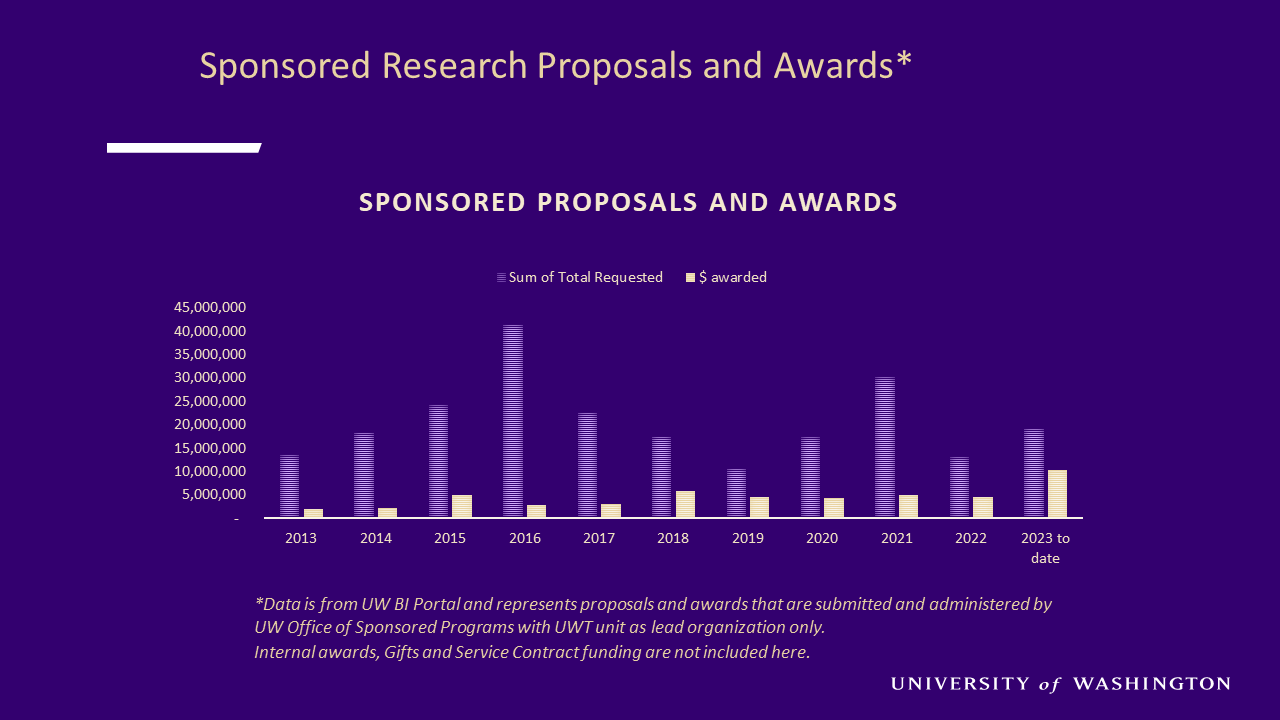 Sponsored Research Proposals and Awards*
SPONSORED PROPOSALS AND AWARDS
Sum of Total Requested $ awarded
45,000,000
40,000,000
35,000,000
30,000,000
25,000,000
20,000,000
15,000,000
10,000,000
5,000,000
-
2013 2014 2015 2016 2017 2018 2019 2020 2021 2022 2023 to
date
*Data is from UW BI Portal and represents proposals and awards that are submitted and administered by
UW Office of Sponsored Programs with UWT unit as lead organization only.
Internal awards, Gifts and Service Contract funding are not included here.
UNIVERSITY of WASHINGTON